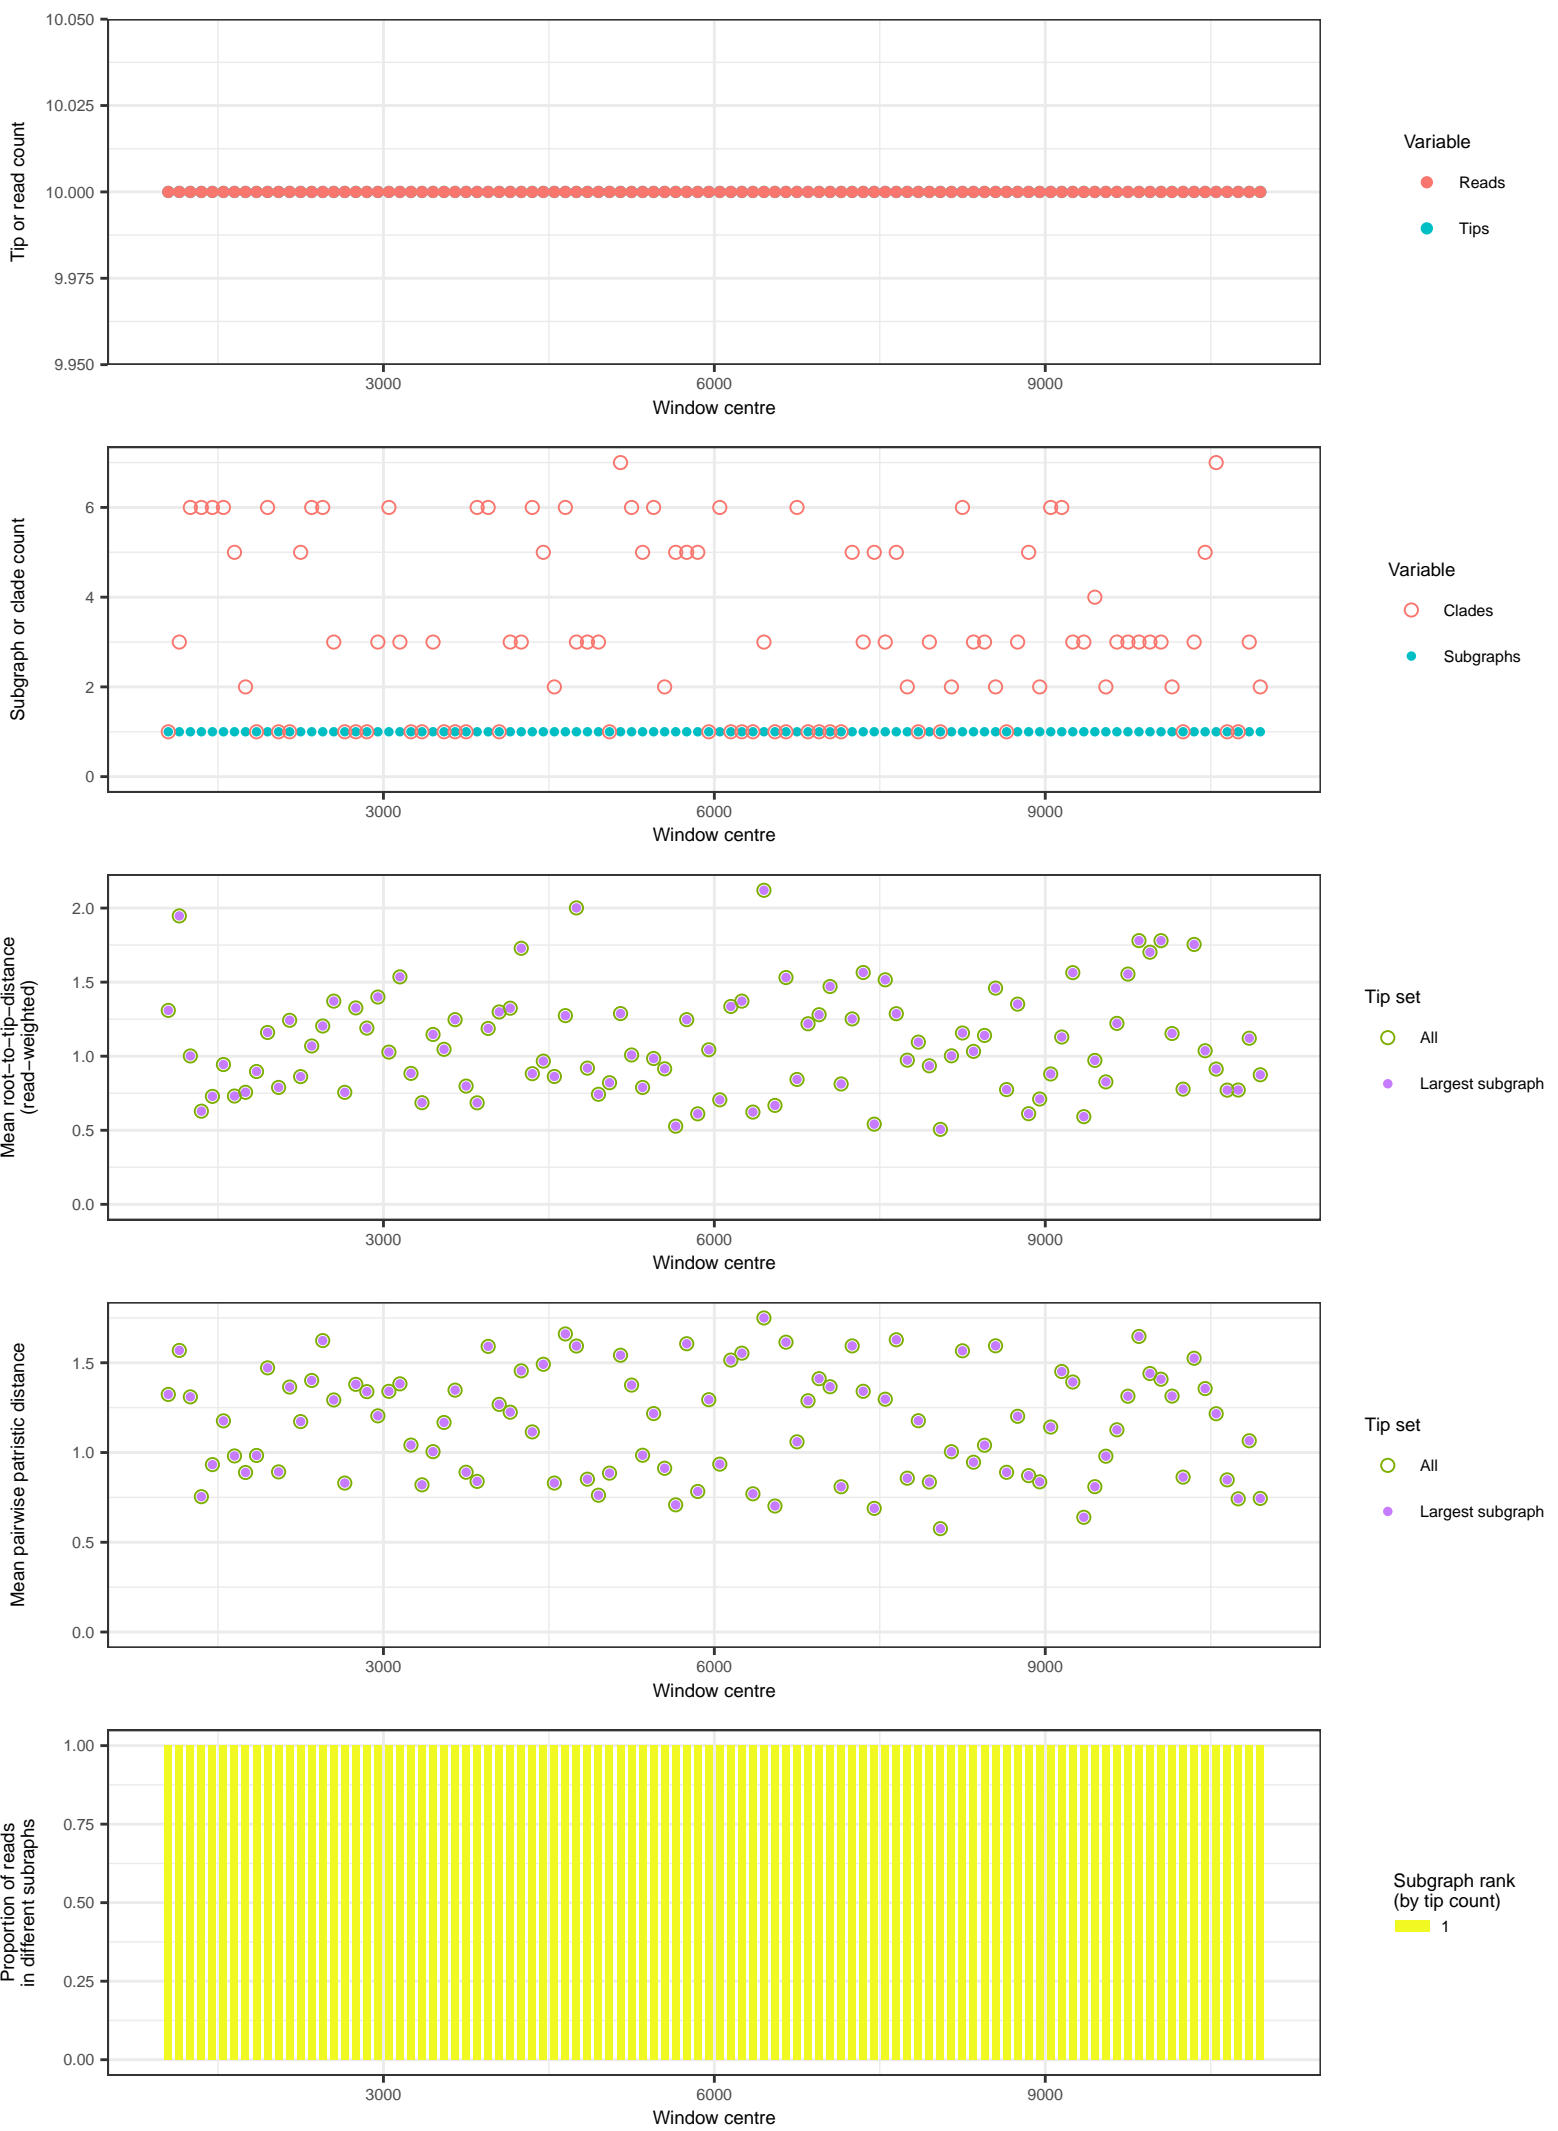 10.050
10.025
10.000
9.975
9.950
Tip or read count
3000
6000
9000
Window centre
Variable
Reads
Tips
6
4
2
0
Subgraph or clade count
3000
6000
9000
Window centre
Variable
Clades
Subgraphs
2.0
1.5
1.0
0.5
0.0
Mean root−to−tip−distance
(read−weighted)
3000
6000
9000
Window centre
Tip set
All
Largest subgraph
1.5
1.0
0.5
0.0
Mean pairwise patristic distance
3000
6000
9000
Window centre
Tip set
All
Largest subgraph
1.00
0.75
0.50
0.25
0.00
Proportion of reads
in different subraphs
3000
6000
9000
Window centre
Subgraph rank
(by tip count)
1